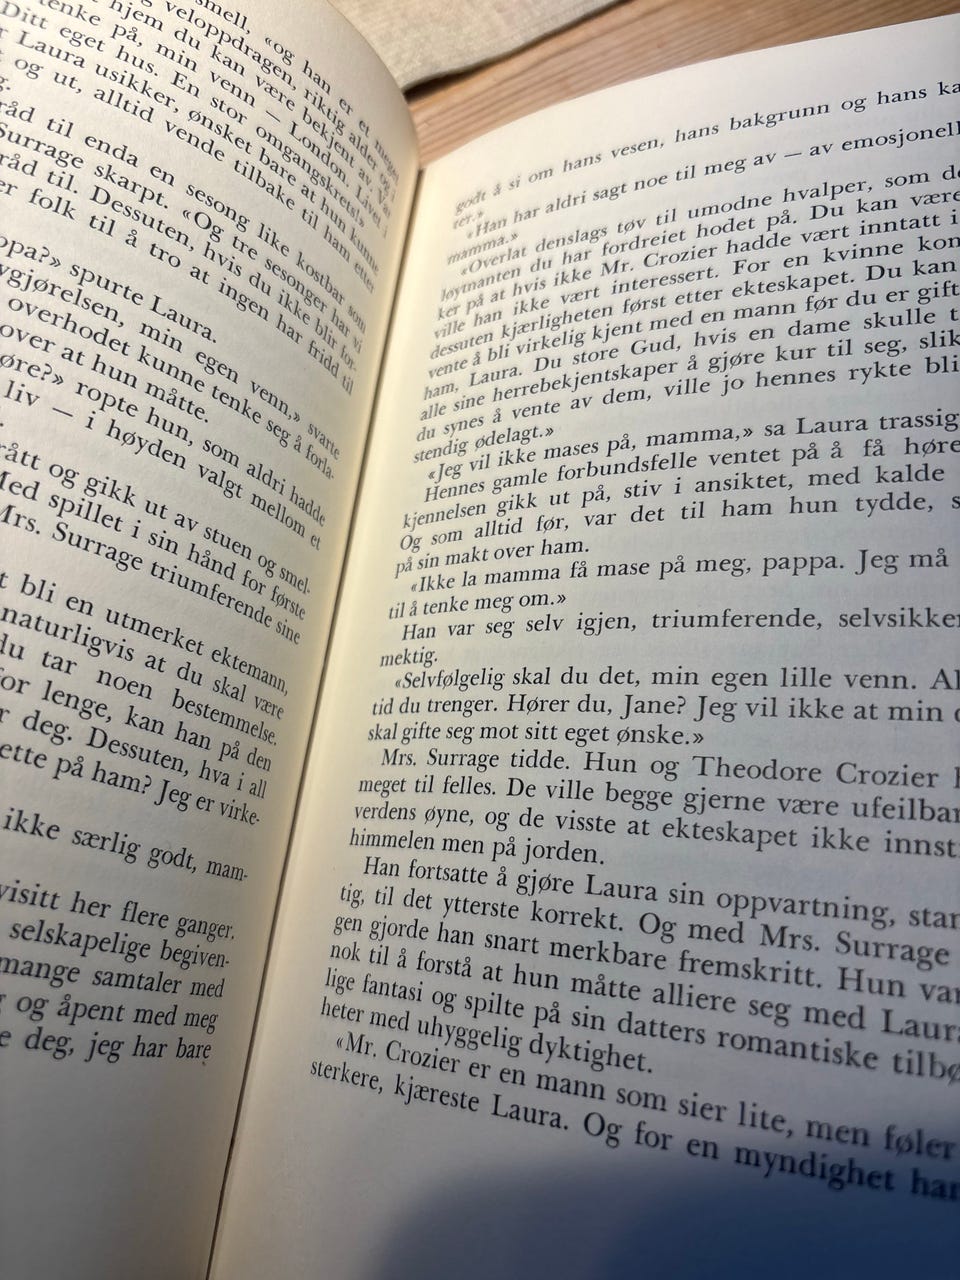 smell, «og han er
veloppdragen, riktig alder og i
hjem du kan være bekjent av. Vær
tenke på, min venn — London. Livet i
Ditt eget hus. En stor omgangskrets!»
Laura usikker, ønsket bare at hun kunne
og ut, alltid vende tilbake til ham etter
råd til enda en sesong like kostbar som
Surrage skarpt. «Og tre sesonger har vi
råd til. Dessuten, hvis du ikke blir for-
er folk til å tro at ingen har fridd til
ppa?» spurte Laura.
vgjørelsen, min egen venn,» svarte
overhodet kunne tenke seg å forla-
over at hun måtte.
øre?» ropte hun, som aldri hadde
liv — i høyden valgt mellom et
rått og gikk ut av stuen og smel-
Med spillet i sin hånd for første
Mrs. Surrage triumferende sine
t bli en utmerket ektemann,
naturligvis at du skal være
du tar noen bestemmelse.
for lenge, kan han på den
r deg. Dessuten, hva i all
ette på ham? Jeg er virke-
ikke særlig godt, mam-
visitt her flere ganger.
selskapelige begiven-
mange samtaler med
og åpent med meg
e deg, jeg har bare
godt å si om hans vesen, hans bakgrunn og hans ka
ter.»
«Han har aldri sagt noe til meg av — av emosjonell
mamma.»
«Overlat denslags tøv til umodne hvalper, som de
løytnanten du har fordreiet hodet på. Du kan være
ker på at hvis ikke Mr. Crozier hadde vært inntatt i
ville han ikke vært interessert. For en kvinne kom
dessuten kjærligheten først etter ekteskapet. Du kan
vente å bli virkelig kjent med en mann før du er gift
ham, Laura. Du store Gud, hvis en dame skulle t
alle sine herrebekjentskaper å gjøre kur til seg, slik
du synes å vente av dem, ville jo hennes rykte bli
stendig ødelagt.»
«Jeg vil ikke mases på, mamma,» sa Laura trassig
Hennes gamle forbundsfelle ventet på å få høre
kjennelsen gikk ut på, stiv i ansiktet, med kalde
Og som alltid før, var det til ham hun tydde, s
på sin makt over ham.
«Ikke la mamma få mase på meg, pappa. Jeg må
til å tenke meg om.»
Han var seg selv igjen, triumferende, selvsikker
mektig.
«Selvfølgelig skal du det, min egen lille venn. Al
tid du trenger. Hører du, Jane? Jeg vil ikke at min d
skal gifte seg mot sitt eget ønske.»
Mrs. Surrage tidde. Hun og Theodore Crozier h
meget til felles. De ville begge gjerne være ufeilbar
verdens øyne, og de visste at ekteskapet ikke innst
himmelen men på jorden.
Han fortsatte å gjøre Laura sin oppvartning, stan
tig, til det ytterste korrekt. Og med Mrs. Surrage
gen gjorde han snart merkbare fremskritt. Hun var
nok til å forstå at hun måtte alliere seg med Laura
lige fantasi og spilte på sin datters romantiske tilbø
heter med uhyggelig dyktighet.
«Mr. Crozier er en mann som sier lite, men føler
sterkere, kjæreste Laura. Og for en myndighet har